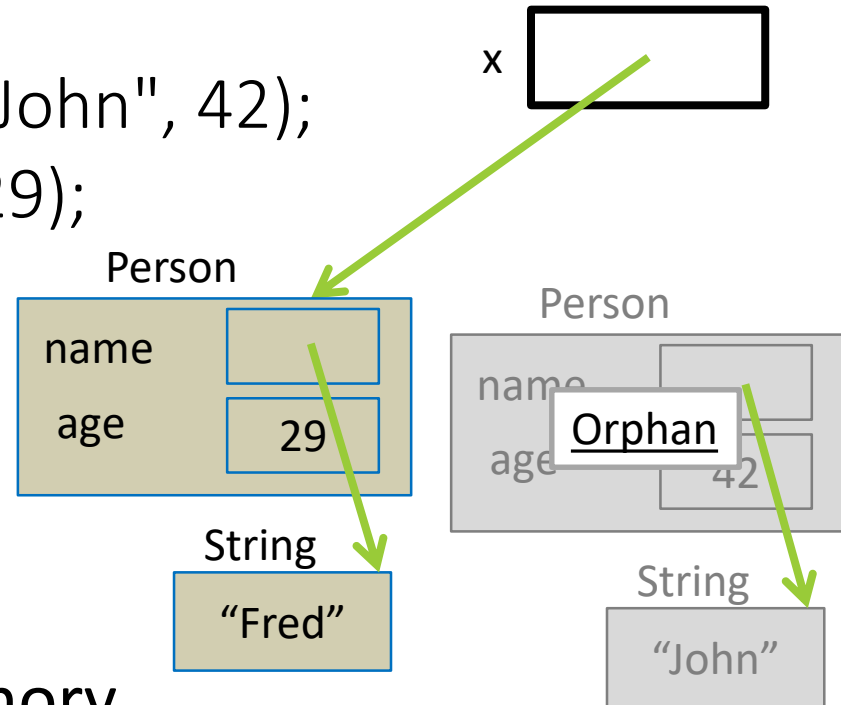 x
John", 42);
29);
Person
name
age
29
String
“Fred”
Person
name
age
Orphan
42
String
“John”